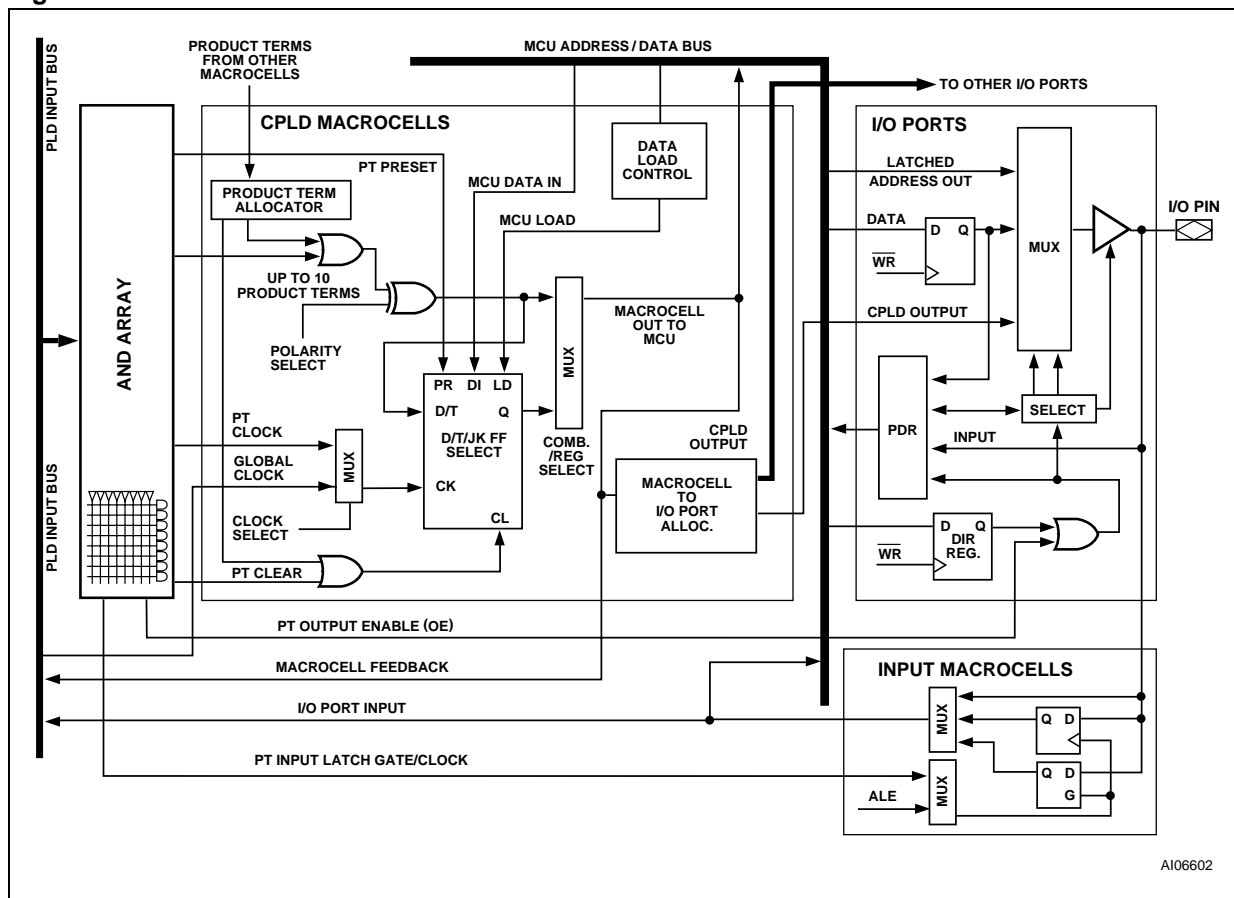 PRODUCT TERMS
FROM OTHER
MACROCELLS
MCU ADDRESS / DATA BUS
PLD INPUT BUS
TO OTHER I/O PORTS
CPLD MACROCELLS
I/O PORTS
AND ARRAY
PT PRESET
MCU DATA IN
DATA
LOAD
CONTROL
LATCHED
ADDRESS OUT
PRODUCT TERM
ALLOCATOR
MCU LOAD
I/O PIN
DATA
D Q
WR
MUX
UP TO 10
PRODUCT TERMS
MUX
MACROCELL
OUT TO
MCU
CPLD OUTPUT
POLARITY
SELECT
PR DI LD
D/T Q
D/T/JK FF
SELECT
CK
CL
COMB.
/REG
SELECT
PT
CLOCK
GLOBAL
CLOCK
MUX
CLOCK
SELECT
PT CLEAR
CPLD
OUTPUT
MACROCELL
TO
I/O PORT
ALLOC.
PDR
SELECT
INPUT
D Q
DIR
REG.
WR
PLD INPUT BUS
PT OUTPUT ENABLE (OE)
MACROCELL FEEDBACK
INPUT MACROCELLS
I/O PORT INPUT
MUX
Q D
PT INPUT LATCH GATE/CLOCK
MUX
Q D
G
ALE
AI06602